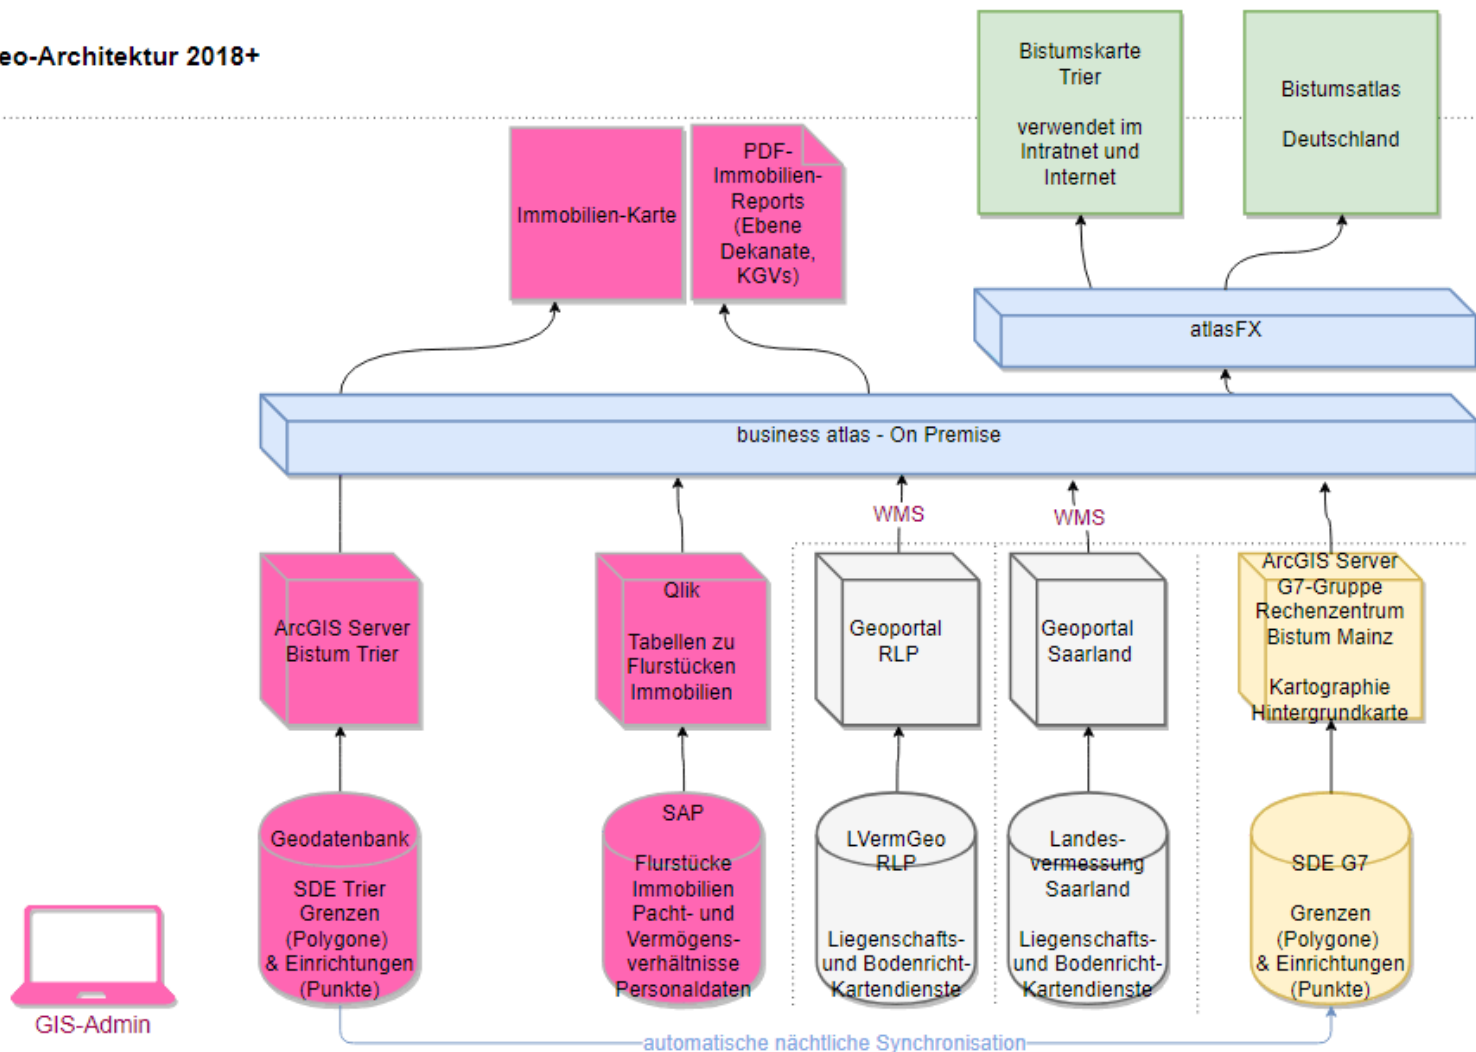 eo-Architektur 2018+
Bistumskarte
Trier
verwendet im
Intratnet und
Internet
Bistumsatlas
Deutschland
Immobilien-Karte
PDF-
Immobilien-
Reports
(Ebene
Dekanate,
KGVs)
atlasFX
business atlas - On Premise
WMS
WMS
ArcGIS Server
Bistum Trier
Qlik
Tabellen zu
Flurstücken
Immobilien
Geoportal
RLP
Geoportal
Saarland
ArcGIS Server
G7-Gruppe
Rechenzentrum
Bistum Mainz
Kartographie
Hintergrundkarte
Geodatenbank
SDE Trier
Grenzen
(Polygone)
& Einrichtungen
(Punkte)
SAP
Flurstücke
Immobilien
Pacht- und
Vermögens-
verhältnisse
Personaldaten
LVermGeo
RLP
Liegenschafts-
und Bodenricht-
Kartendienste
Landes-
vermessung
Saarland
Liegenschafts-
und Bodenricht-
Kartendienste
SDE G7
Grenzen
(Polygone)
& Einrichtungen
(Punkte)
GIS-Admin
automatische nächtliche Synchronisation